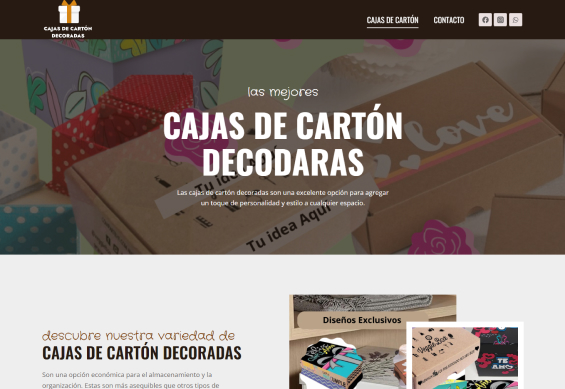 CAJAS DE CARTÓN
DECORADAS
CAJAS DE CARTÓN
CONTACTO
las mejores
CAJAS DE CARTÓN
DECODARAS
Las cajas de cartón decoradas son una excelente opción para agregar
un toque de personalidad y estilo a cualquier espacio.
love
Tu idea Aquí
Diseños Exclusivos
descubre nuestra variedad de
CAJAS DE CARTÓN DECORADAS
TE
AMO
Son una opción económica para el almacenamiento y la
organización. Estas son más asequibles que otros tipos de